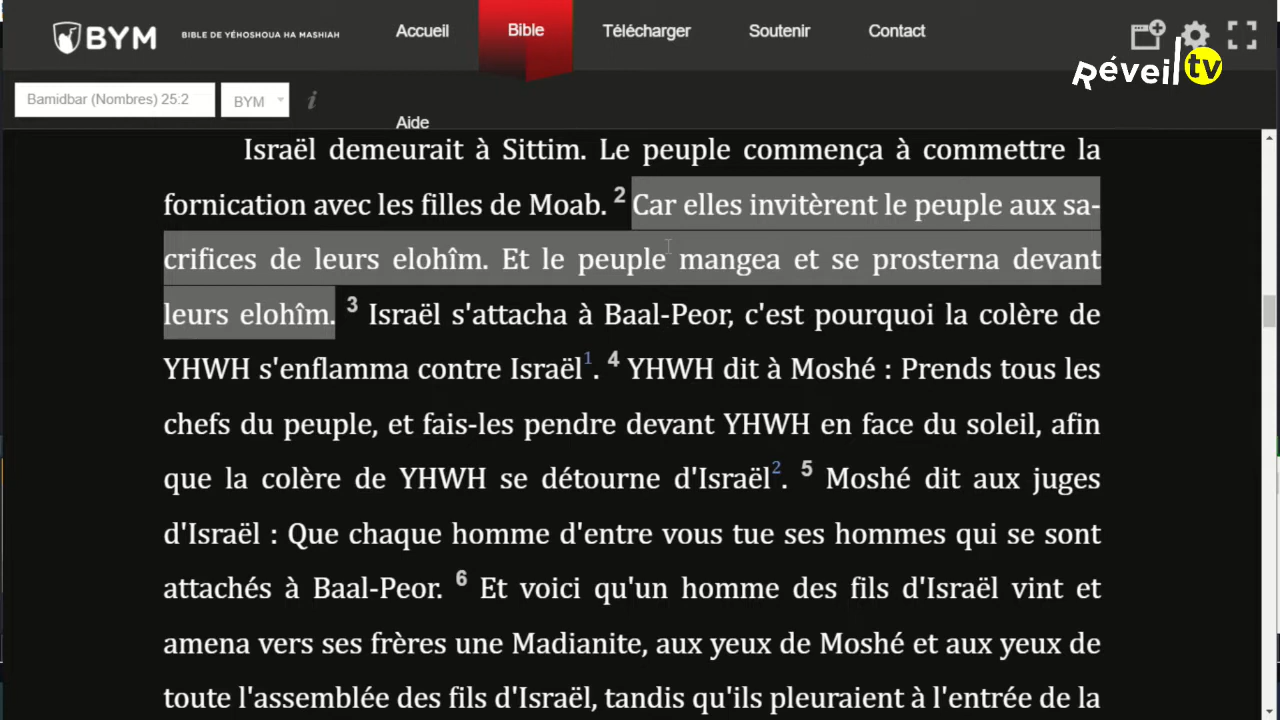 BYM
BIBLE DE YÉHOSHOUA HA MASHIAH
Accueil
Bible
Télécharger
Soutenir
Contact
Réveil tv
Bamidbar (Nombres) 25:2
BYM
i
Aide
Israël demeurait à Sittim. Le peuple commença à commettre la
fornication avec les filles de Moab. 2 Car elles invitèrent le peuple aux sa-
crifices de leurs elohîm. Et le peuple mangea et se prosterna devant
leurs elohîm. 3 Israël s'attacha à Baal-Peor, c'est pourquoi la colère de
YHWH s'enflamma contre Israël1. 4 YHWH dit à Moshé : Prends tous les
chefs du peuple, et fais-les pendre devant YHWH en face du soleil, afin
que la colère de YHWH se détourne d'Israël2. 5 Moshé dit aux juges
d'Israël : Que chaque homme d'entre vous tue ses hommes qui se sont
attachés à Baal-Peor. 6 Et voici qu'un homme des fils d'Israël vint et
amena vers ses frères une Madianite, aux yeux de Moshé et aux yeux de
toute l'assemblée des fils d'Israël, tandis qu'ils pleuraient à l'entrée de la